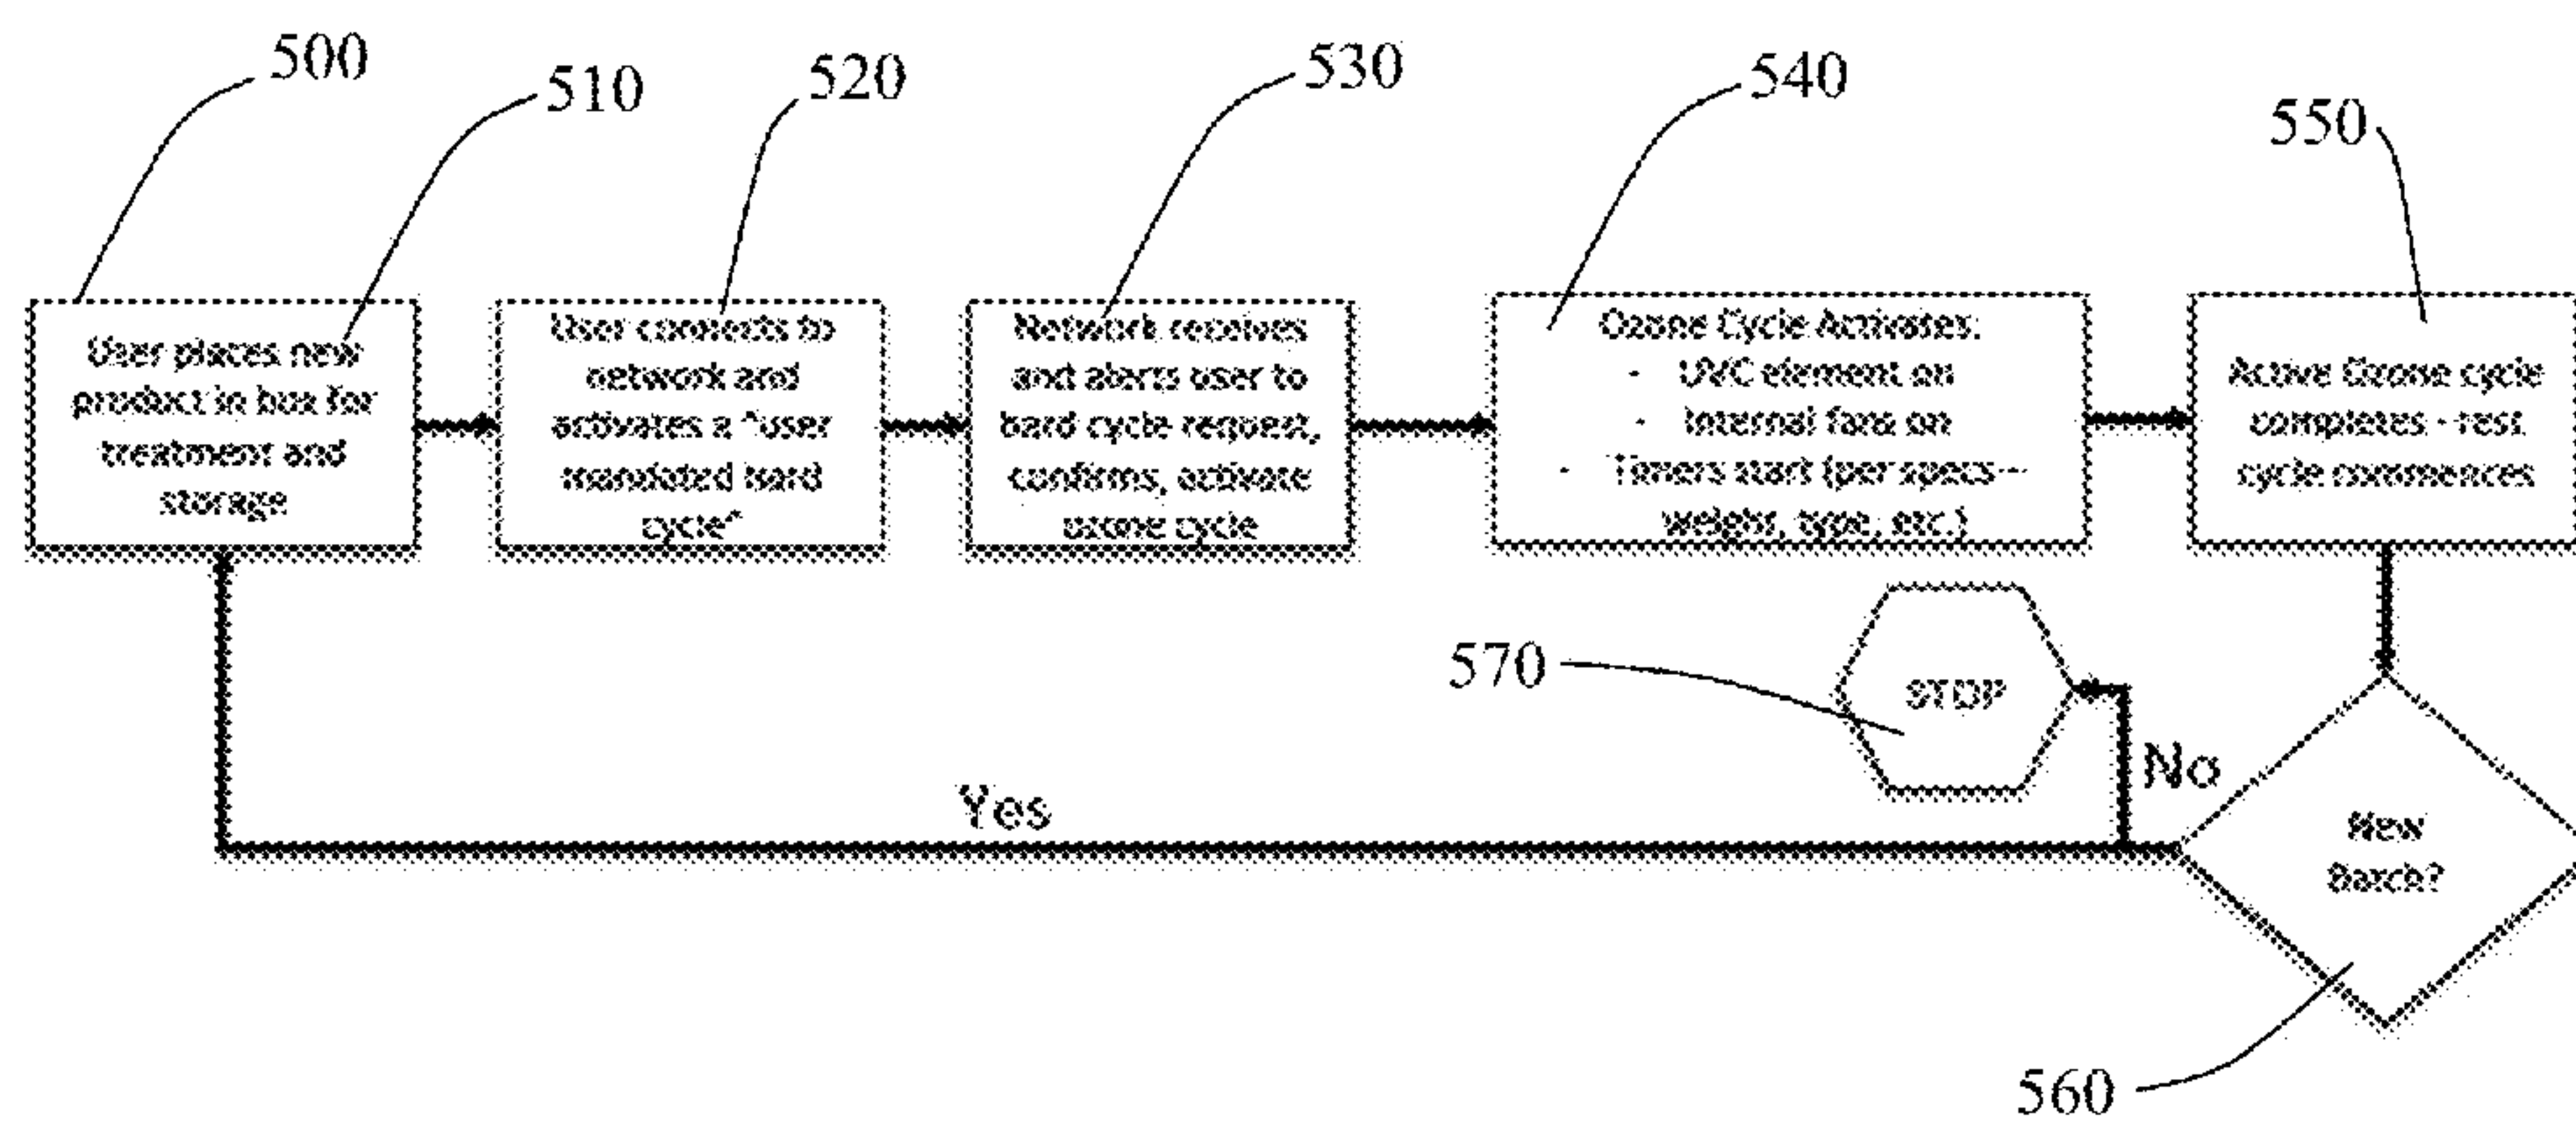 500
510
520
530
540
550
User places new
product in box for
treatment and
storage
User connects to
network and
activates a "user
mandated hard
cycle"
Network receives
and alerts user to
hard cycle request,
confirms, activate
ozone cycle
Ozone Cycle Activates:
- UVC element on
- Internal fans on
- Timers start (per specs—
weight, type, etc.)
Active Ozone cycle
completes - rest
cycle commences
570
STOP
No
Yes
New
Batch?
560